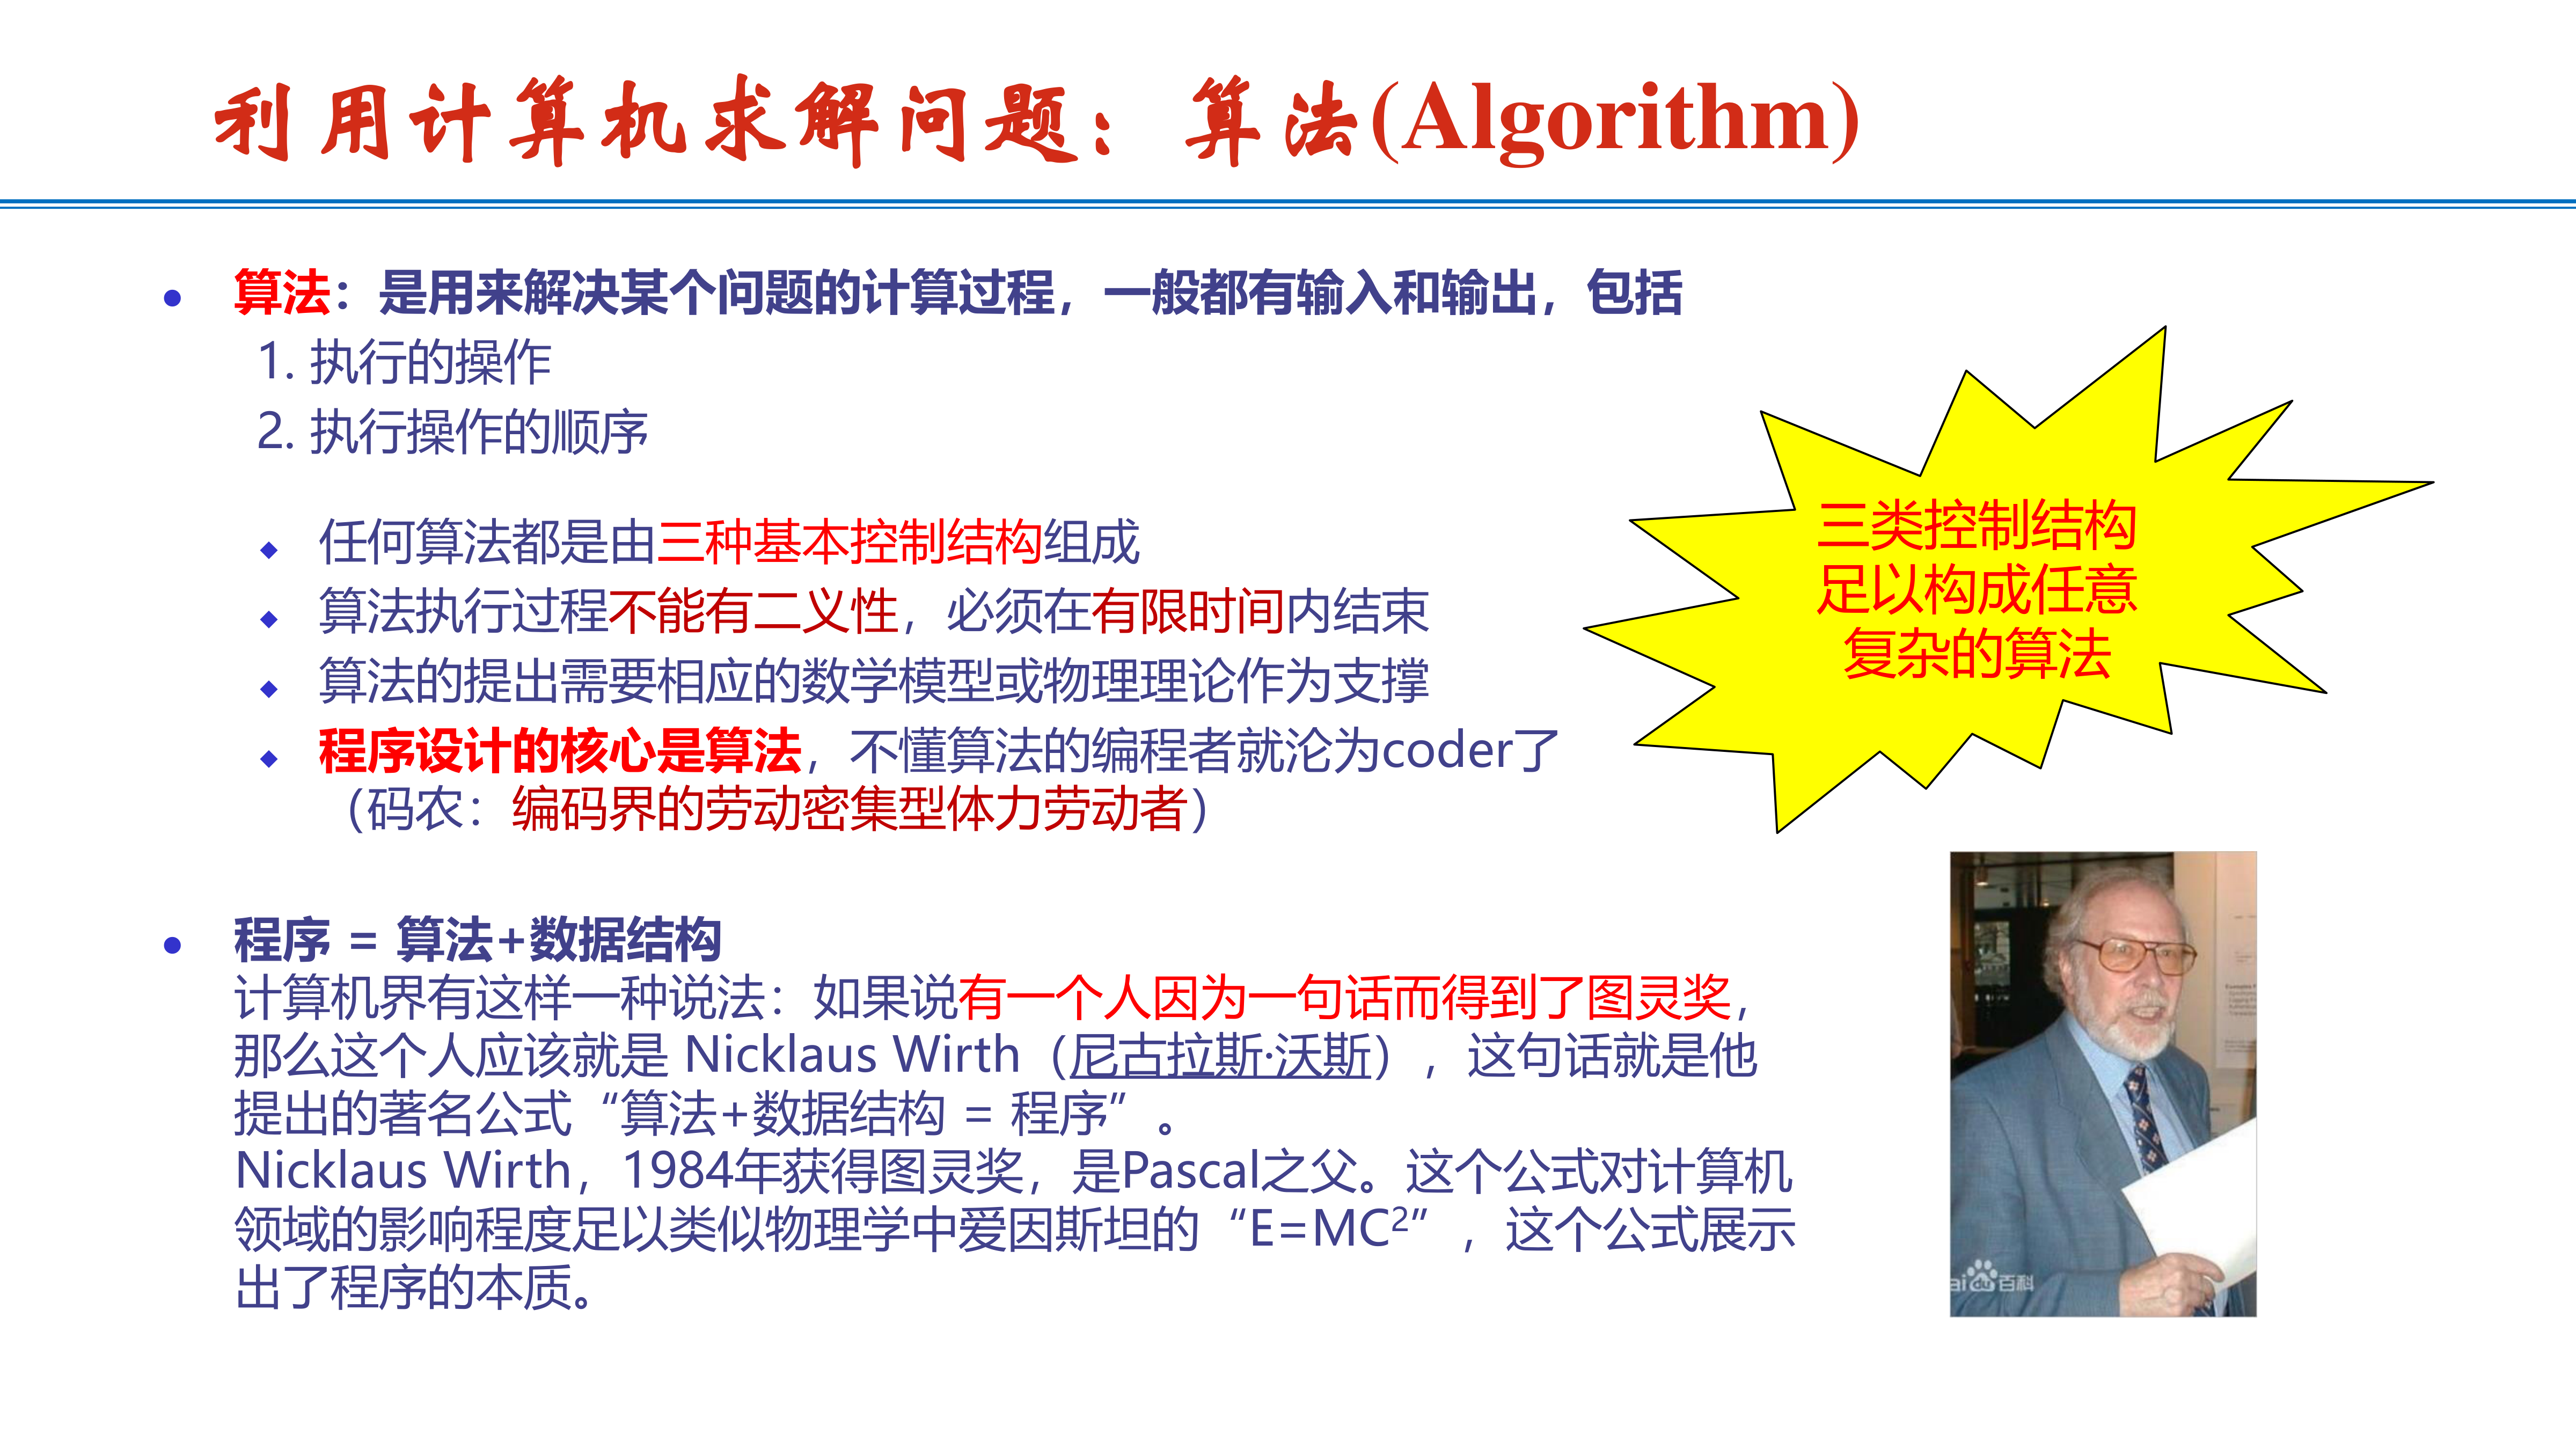 利用计算机求解问题：算法(Algorithm)
算法：是用来解决某个问题的计算过程，一般都有输入和输出，包括
1. 执行的操作
2. 执行操作的顺序
任何算法都是由三种基本控制结构组成
算法执行过程不能有二义性，必须在有限时间内结束
算法的提出需要相应的数学模型或物理理论作为支撑
程序设计的核心是算法，不懂算法的编程者就沦为coder了
（码农：编码界的劳动密集型体力劳动者）
三类控制结构
足以构成任意
复杂的算法
程序 = 算法+数据结构
计算机界有这样一种说法：如果说有一个人因为一句话而得到了图灵奖，
那么这个人应该就是 Nicklaus Wirth（尼古拉斯·沃斯），这句话就是他
提出的著名公式“算法+数据结构 = 程序”。
Nicklaus Wirth，1984年获得图灵奖，是Pascal之父。这个公式对计算机
领域的影响程度足以类似物理学中爱因斯坦的“E=MC²”，这个公式展示
出了程序的本质。
ai du 百科